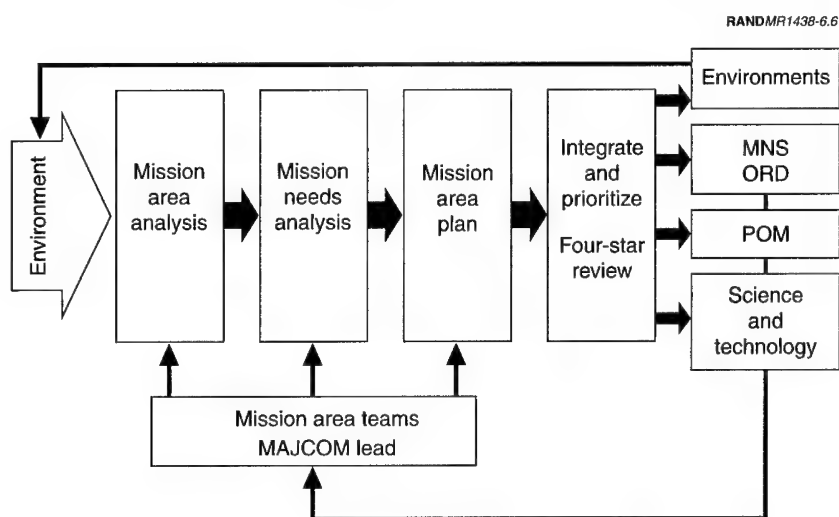 RANDMR1438-6.6
Environment
Mission
area
analysis
Mission
needs
analysis
Mission
area
plan
Integrate and
prioritize
Four-star
review
Environments
MNS
ORD
POM
Science
and
technology
Mission area teams
MAJCOM lead